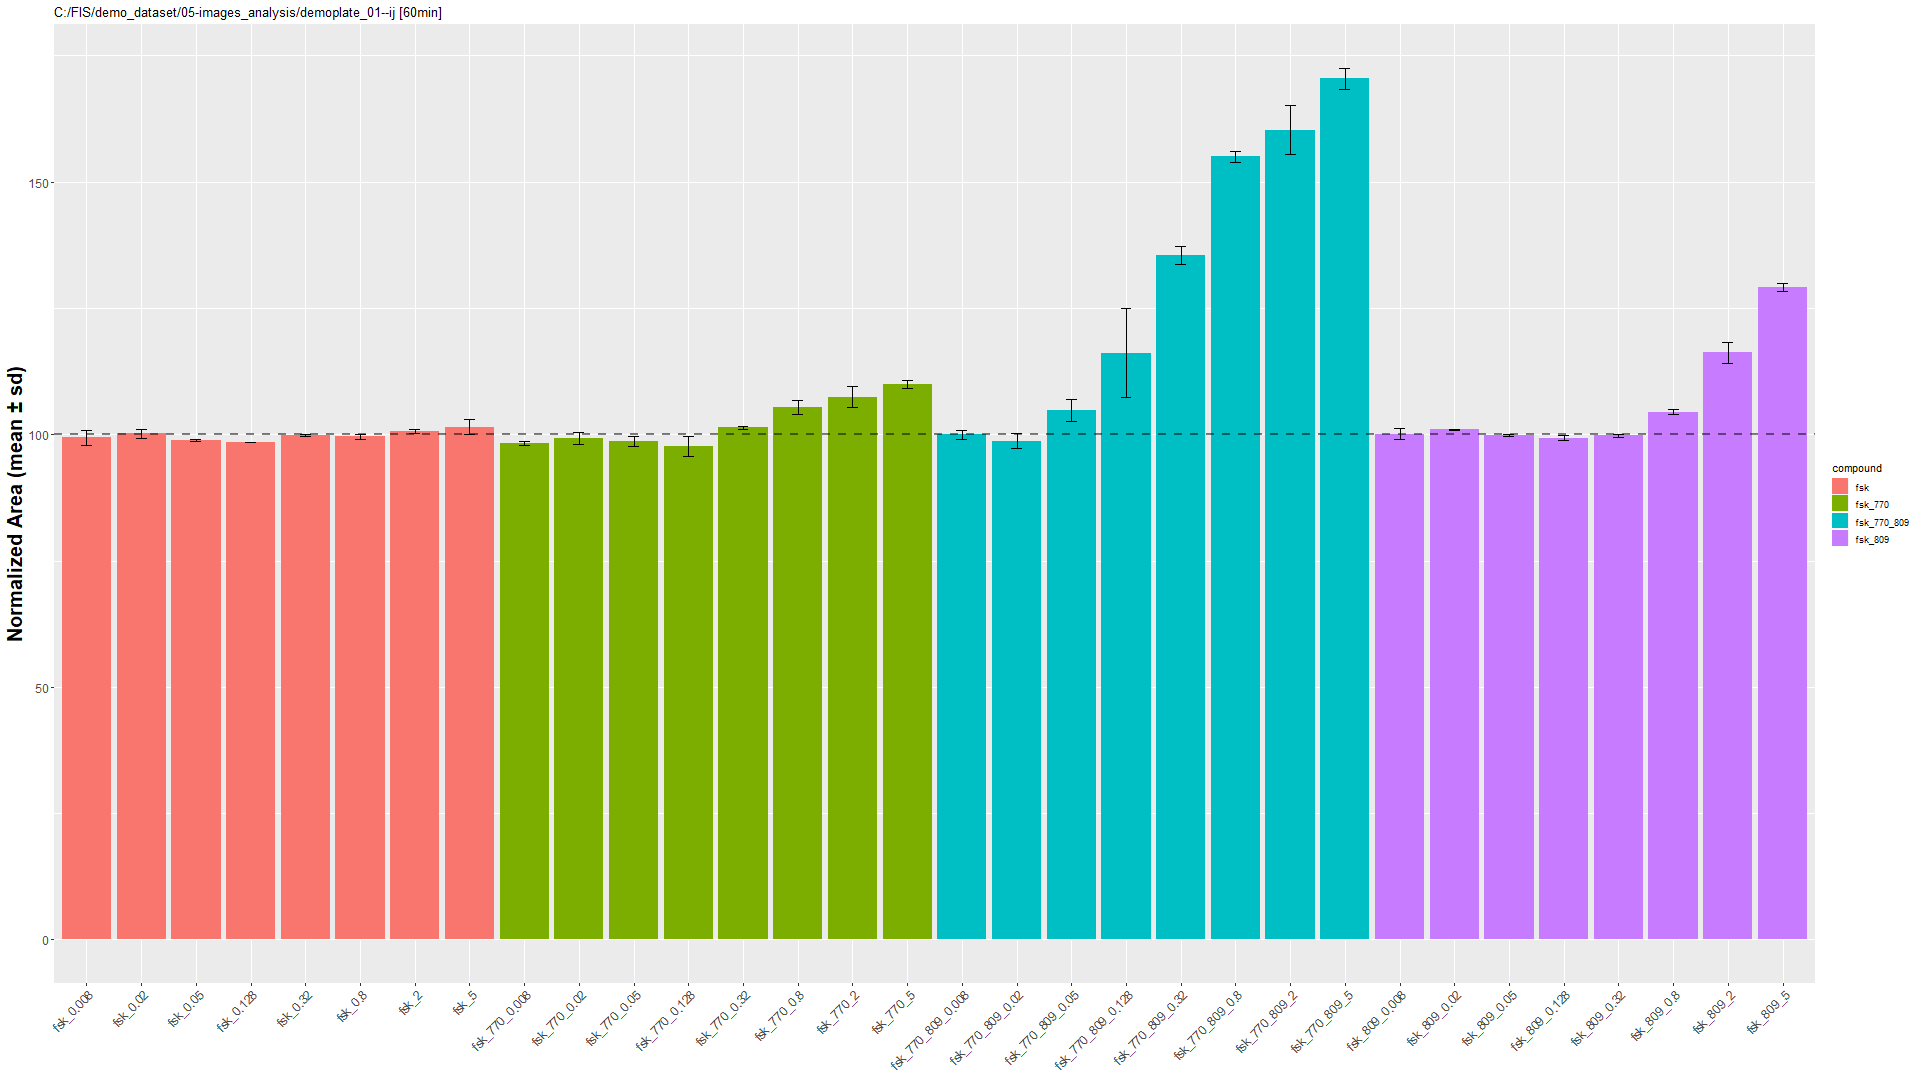 C:/FIS/demo_dataset/05-images_analysis/demoplate_01--ij [60min]
Normalized Area (mean ± sd)
150
100
50
0
fsk_0.008
fsk_0.02
fsk_0.05
fsk_0.128
fsk_0.32
fsk_0.8
fsk_2
fsk_5
fsk_770_0.008
fsk_770_0.02
fsk_770_0.05
fsk_770_0.128
fsk_770_0.32
fsk_770_0.8
fsk_770_2
fsk_770_5
fsk_770_809_0.008
fsk_770_809_0.02
fsk_770_809_0.05
fsk_770_809_0.128
fsk_770_809_0.32
fsk_770_809_0.8
fsk_770_809_2
fsk_770_809_5
fsk_809_0.008
fsk_809_0.02
fsk_809_0.05
fsk_809_0.128
fsk_809_0.32
fsk_809_0.8
fsk_809_2
fsk_809_5
compound
fsk
fsk_770
fsk_770_809
fsk_809